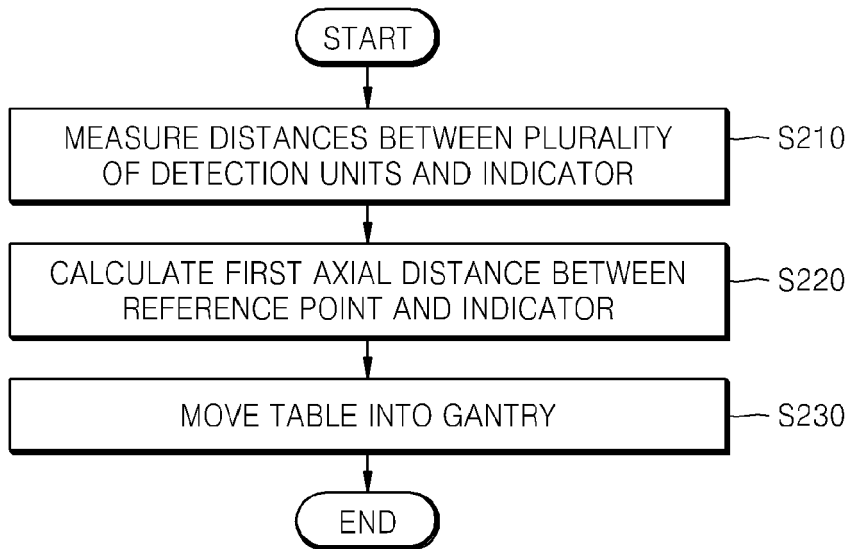 START
MEASURE DISTANCES BETWEEN PLURALITY
OF DETECTION UNITS AND INDICATOR
S210
CALCULATE FIRST AXIAL DISTANCE BETWEEN
REFERENCE POINT AND INDICATOR
S220
MOVE TABLE INTO GANTRY
S230
END